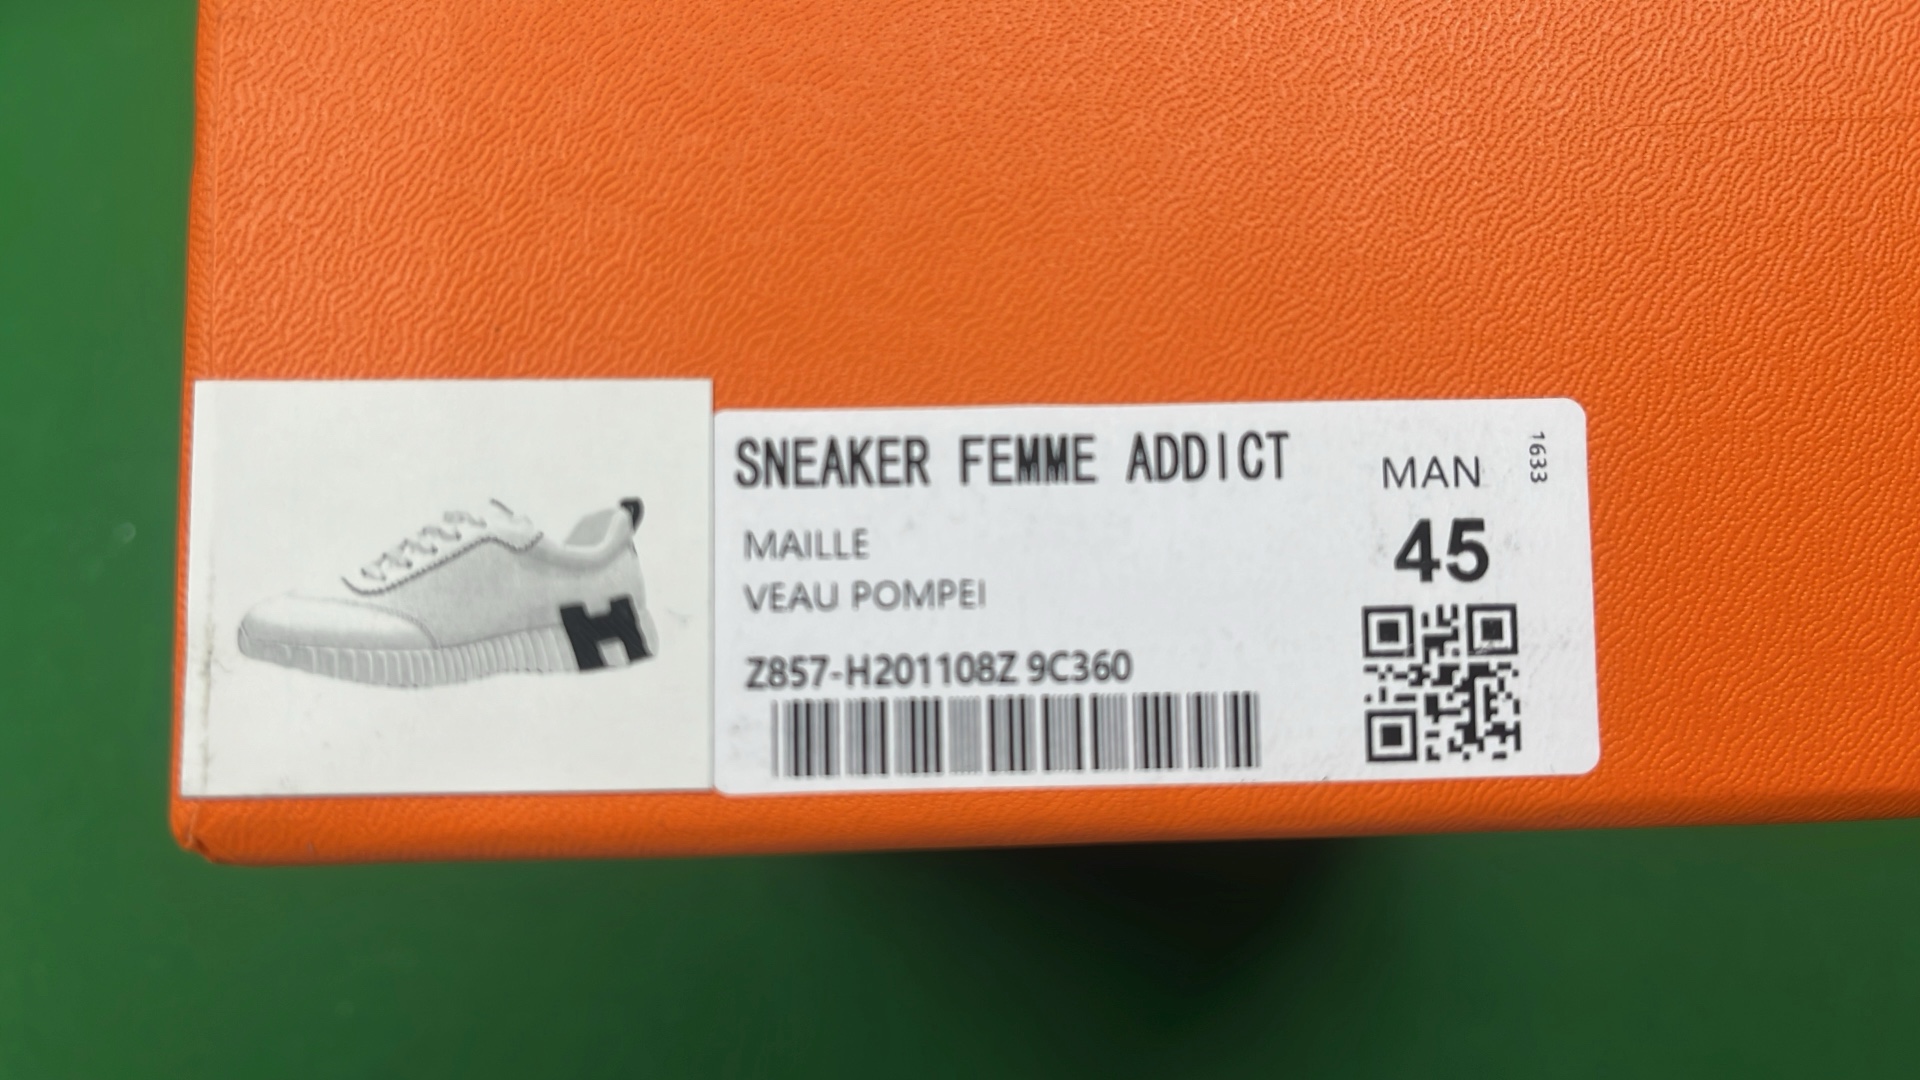 SNEAKER FEMME ADDICT
MAILLE
VEAU POMPEI
Z857-H201108Z 9C360
MAN
45
1633
H